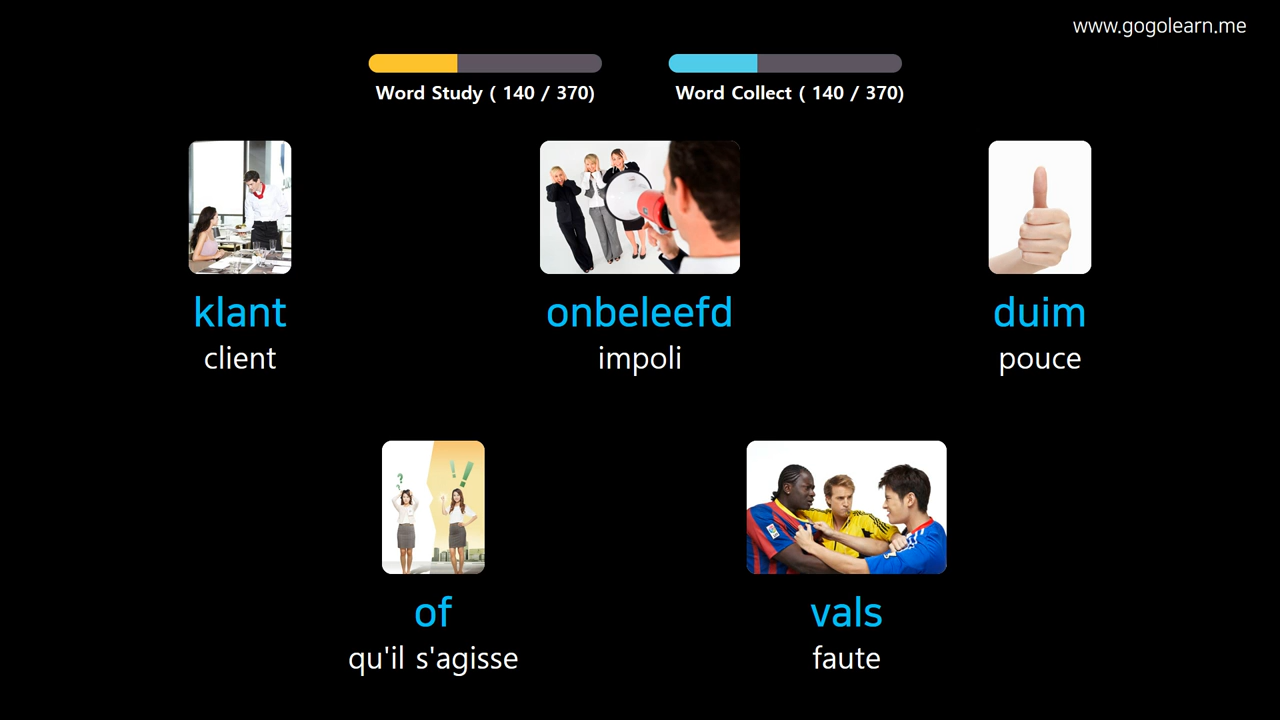 www.gogolearn.me
Word Study ( 140 / 370)
Word Collect ( 140 / 370)
klant
client
onbeleefd
impoli
duim
pouce
of
qu'il s'agisse
vals
faute